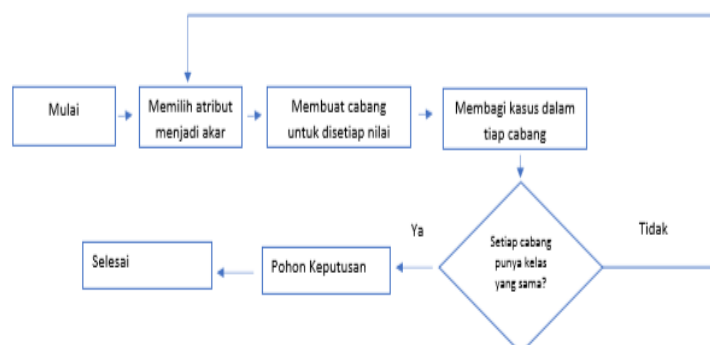 Mulai
Memilih atribut
menjadi akar
Membuat cabang
untuk disetiap nilai
Membagi kasus dalam
tiap cabang
Setiap cabang
punya kelas
yang sama?
Ya
Tidak
Pohon Keputusan
Selesai